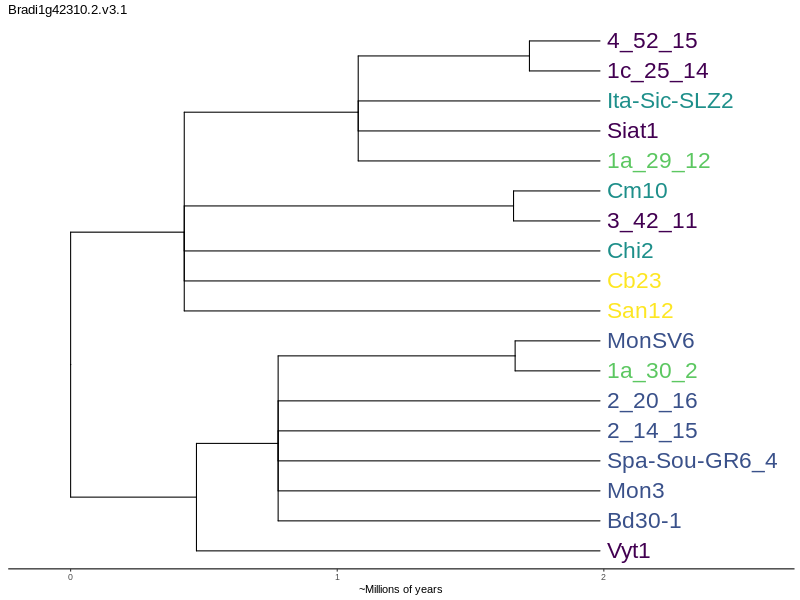 Bradi1g42310.2.v3.1
4_52_15
1c_25_14
Ita-Sic-SLZ2
Siat1
1a_29_12
Cm10
3_42_11
Chi2
Cb23
San12
MonSV6
1a_30_2
2_20_16
2_14_15
Spa-Sou-GR6_4
Mon3
Bd30-1
Vyt1
0 1 2
~Millions of years